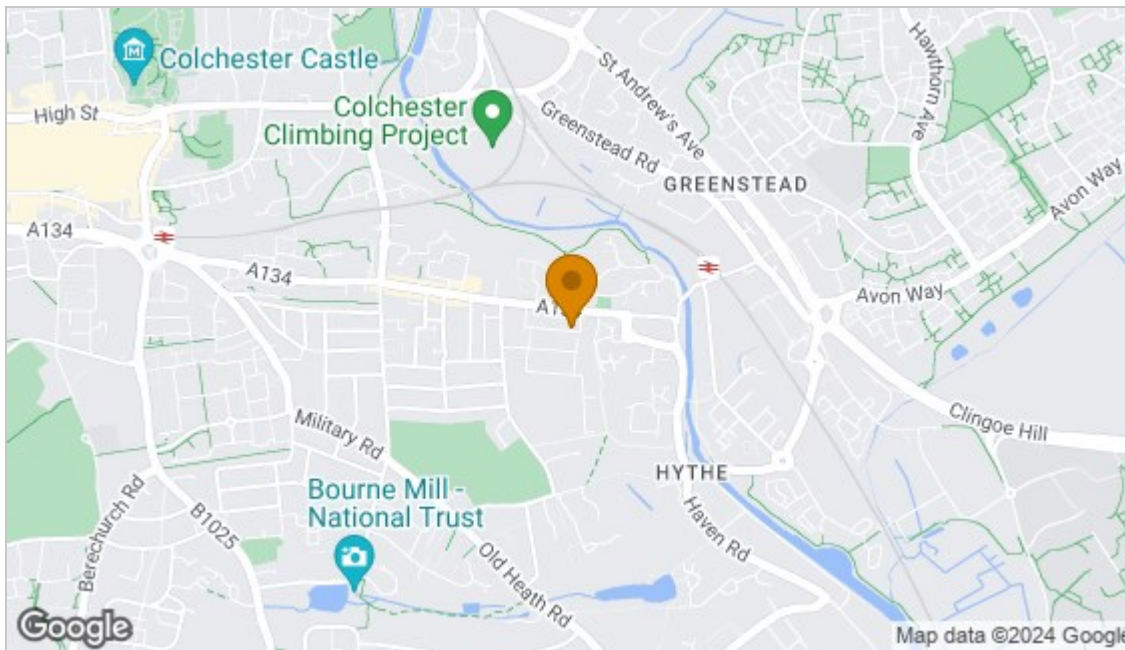 Colchester Castle
High St
Colchester
Climbing Project
St Andrew's Ave
Greenstead Rd
Hawthorn Ave
GREENSTEAD
Avon Way
A134
A134
Avon Way
Military Rd
Clingoe Hill
HYTHE
Bourne Mill -
National Trust
Berechurch Rd
B1025
Haven Rd
Old Heath Rd
Google
Map data ©2024 Google